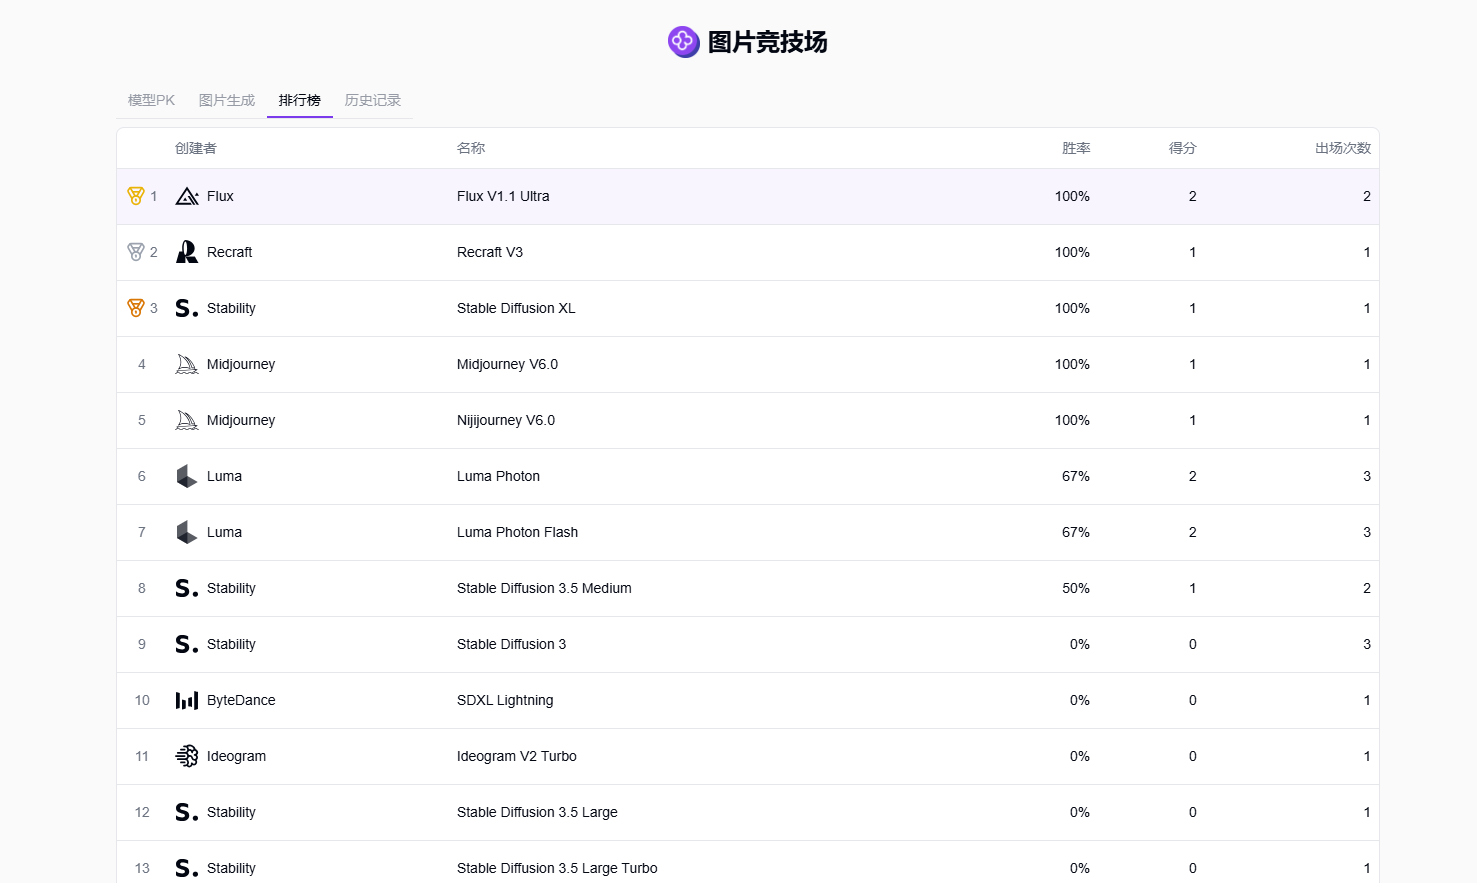 图片竞技场
模型PK 图片生成 排行榜 历史记录
创建者 名称 胜率 得分 出场次数
1 Flux Flux V1.1 Ultra 100% 2 2
2 Recraft Recraft V3 100% 1 1
3 S. Stability Stable Diffusion XL 100% 1 1
4 Midjourney Midjourney V6.0 100% 1 1
5 Midjourney Nijijourney V6.0 100% 1 1
6 Luma Luma Photon 67% 2 3
7 Luma Luma Photon Flash 67% 2 3
8 S. Stability Stable Diffusion 3.5 Medium 50% 1 2
9 S. Stability Stable Diffusion 3 0% 0 3
10 ByteDance SDXL Lightning 0% 0 1
11 Ideogram Ideogram V2 Turbo 0% 0 1
12 S. Stability Stable Diffusion 3.5 Large 0% 0 1
13 S. Stability Stable Diffusion 3.5 Large Turbo 0% 0 1